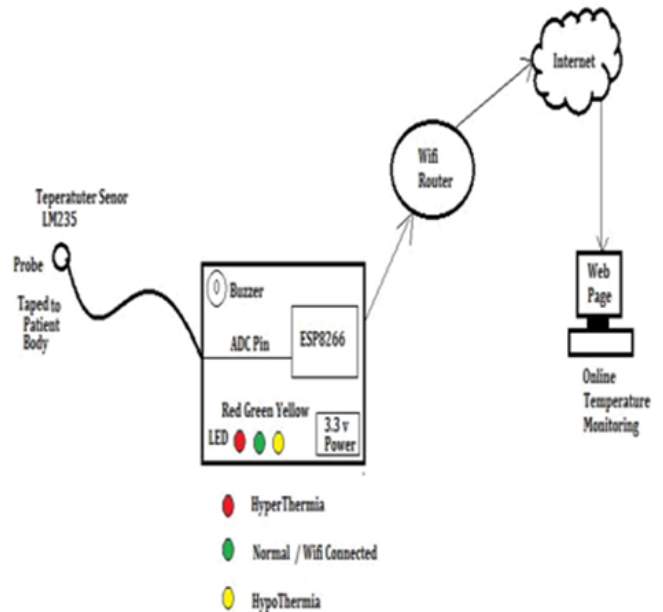 Internet
Wifi
Router
Teperatuter Senor
LM235
Probe
Taped to
Patient
Body
Buzzer
ADC Pin
ESP8266
Red Green Yellow
LED
3.3 v
Power
Web
Page
Online
Temperature
Monitoring
HyperThermia
Normal / Wifi Connected
HypoThermia